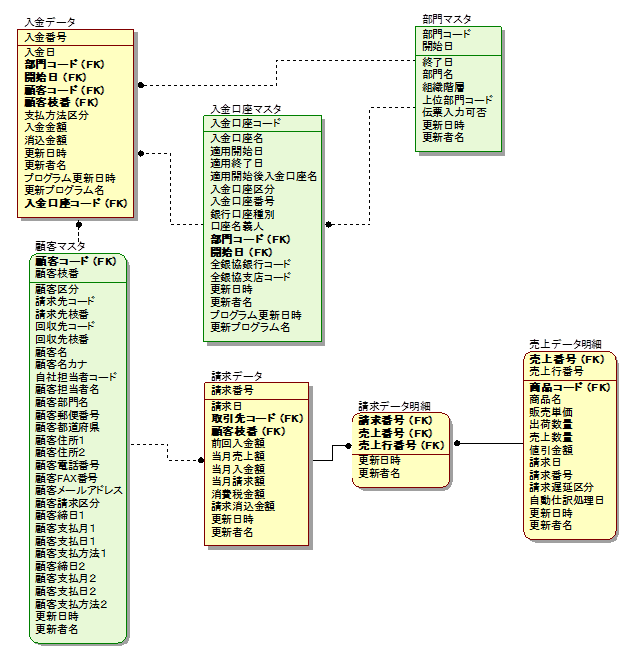 入金データ
入金番号
入金日
部門コード (FK)
開始日 (FK)
顧客コード (FK)
顧客枝番 (FK)
支払方法区分
入金金額
消込金額
更新日時
更新者名
プログラム更新日時
更新プログラム名
入金口座コード (FK)
部門マスタ
部門コード
開始日
終了日
部門名
組織階層
上位部門コード
伝票入力可否
更新日時
更新者名
入金口座マスタ
入金口座コード
入金口座名
適用開始日
適用終了日
適用開始後入金口座名
入金口座区分
入金口座番号
銀行口座種別
口座名義人
部門コード (FK)
開始日 (FK)
全銀協銀行コード
全銀協支店コード
更新日時
更新者名
プログラム更新日時
更新プログラム名
顧客マスタ
顧客コード (FK)
顧客枝番
顧客区分
請求先コード
請求先枝番
回収先コード
回収先枝番
顧客名
顧客名カナ
自社担当者コード
顧客担当者名
顧客部門名
顧客郵便番号
顧客都道府県
顧客住所1
顧客住所2
顧客電話番号
顧客FAX番号
顧客メールアドレス
顧客請求区分
顧客締日1
顧客支払月1
顧客支払日1
顧客支払方法1
顧客締日2
顧客支払月2
顧客支払日2
顧客支払方法2
更新日時
更新者名
請求データ
請求番号
請求日
取引先コード (FK)
顧客枝番 (FK)
前回入金額
当月売上額
当月入金額
当月請求額
消費税金額
請求消込金額
更新日時
更新者名
請求データ明細
請求番号 (FK)
売上番号 (FK)
売上行番号 (FK)
更新日時
更新者名
売上データ明細
売上番号 (FK)
売上行番号
商品コード (FK)
商品名
販売単価
出荷数量
売上数量
値引金額
請求日
請求番号
請求遅延区分
自動仕訳処理日
更新日時
更新者名